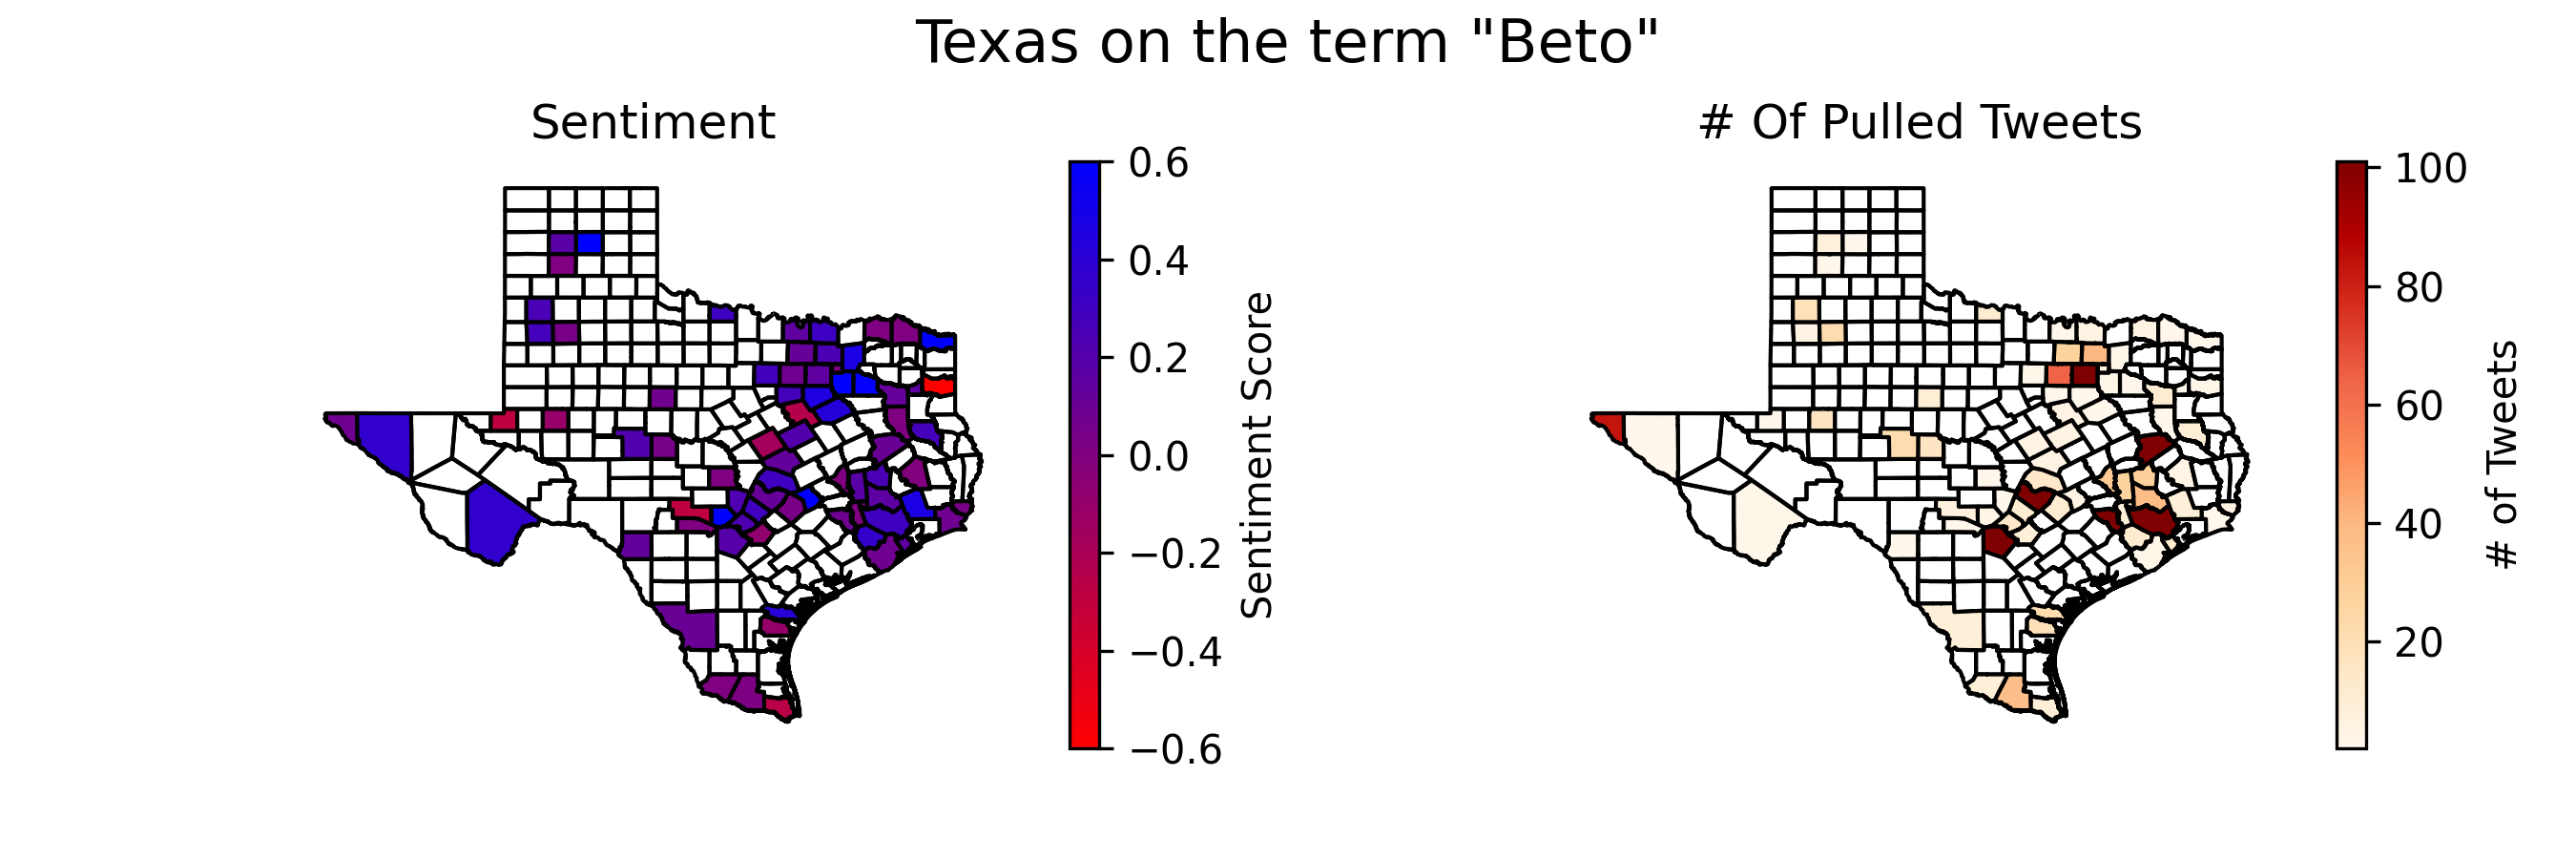 Texas on the term "Beto"
Sentiment
0.6
0.4
0.2
0.0
−0.2
−0.4
−0.6
Sentiment Score
# Of Pulled Tweets
100
80
60
40
20
# of Tweets